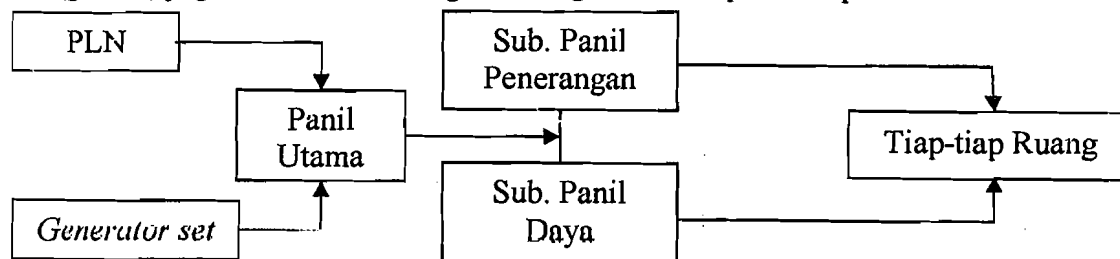 PLN
Sub. Panil
Penerangan
Panil
Utama
Tiap-tiap Ruang
Generator set
Sub. Panil
Daya